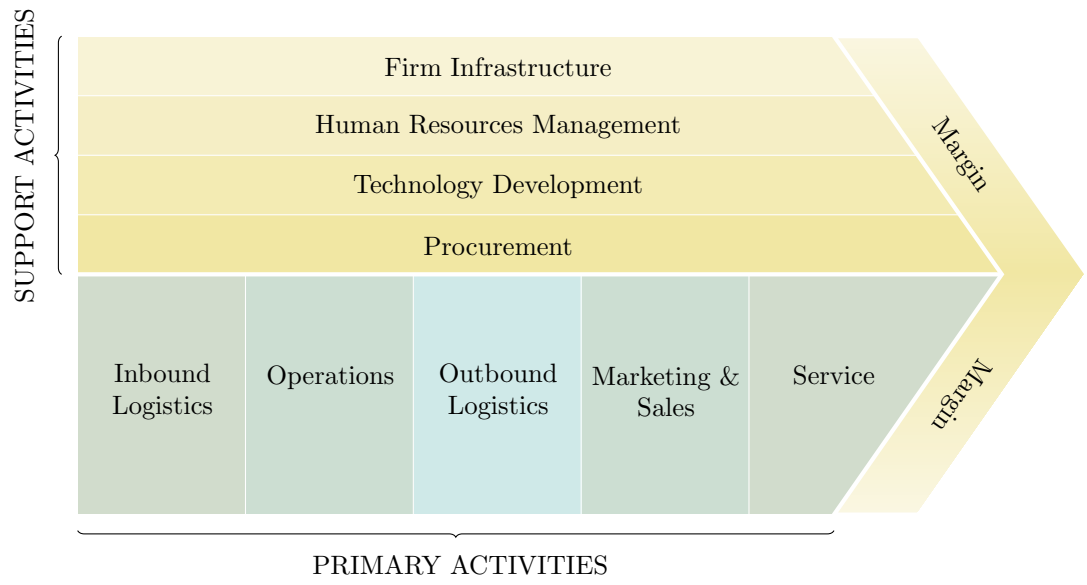 SUPPORT ACTIVITIES
Firm Infrastructure
Human Resources Management
Technology Development
Procurement
Margin
Inbound
Logistics
Operations
Outbound
Logistics
Marketing &
Sales
Service
Margin
PRIMARY ACTIVITIES